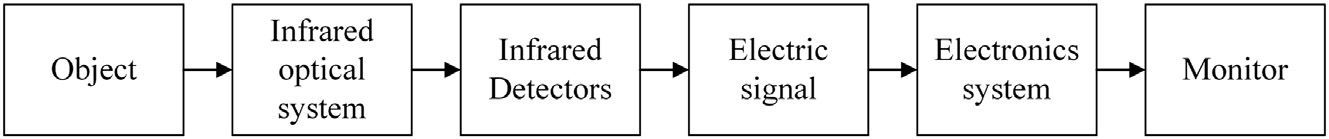 Object
Infrared
optical
system
Infrared
Detectors
Electric
signal
Electronics
system
Monitor